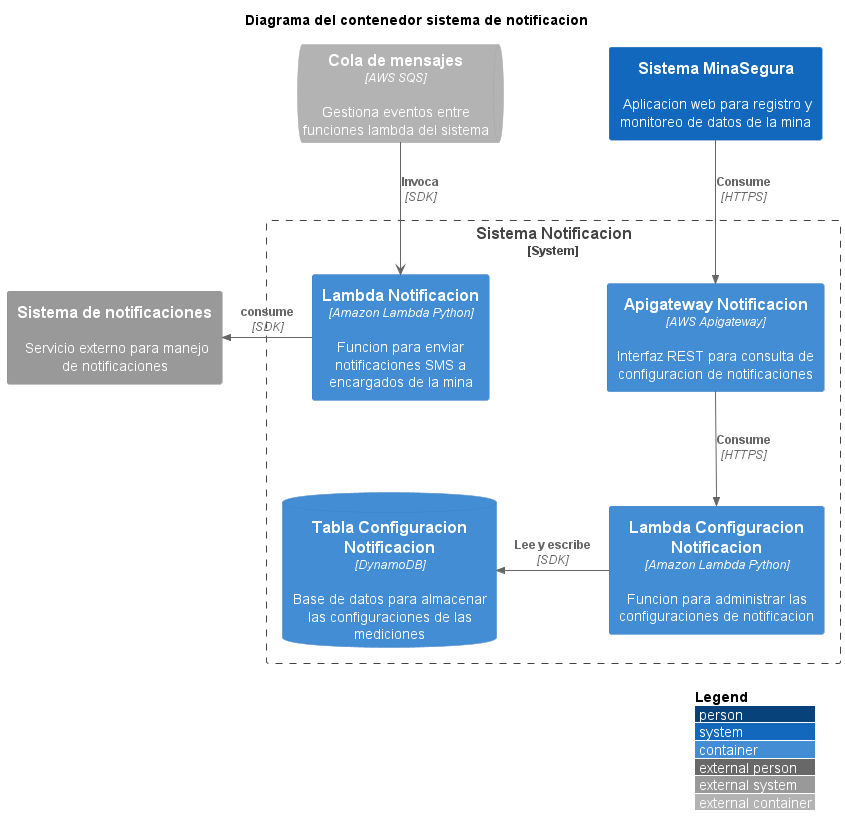 Diagrama del contenedor sistema de notificacion
Cola de mensajes
[AWS SQS]
Gestiona eventos entre
funciones lambda del sistema
Sistema MinaSegura
Aplicacion web para registro y
monitoreo de datos de la mina
Invoca
[SDK]
Consume
[HTTPS]
Sistema Notificacion
[System]
Sistema de notificaciones
Servicio externo para manejo
de notificaciones
consume
[SDK]
Lambda Notificacion
[Amazon Lambda Python]
Funcion para enviar
notificaciones SMS a
encargados de la mina
Apigateway Notificacion
[AWS Apigateway]
Interfaz REST para consulta de
configuracion de notificaciones
Consume
[HTTPS]
Tabla Configuracion
Notificacion
[DynamoDB]
Base de datos para almacenar
las configuraciones de las
mediciones
Lee y escribe
[SDK]
Lambda Configuracion
Notificacion
[Amazon Lambda Python]
Funcion para administrar las
configuraciones de notificacion
Legend
person
system
container
external person
external system
external container